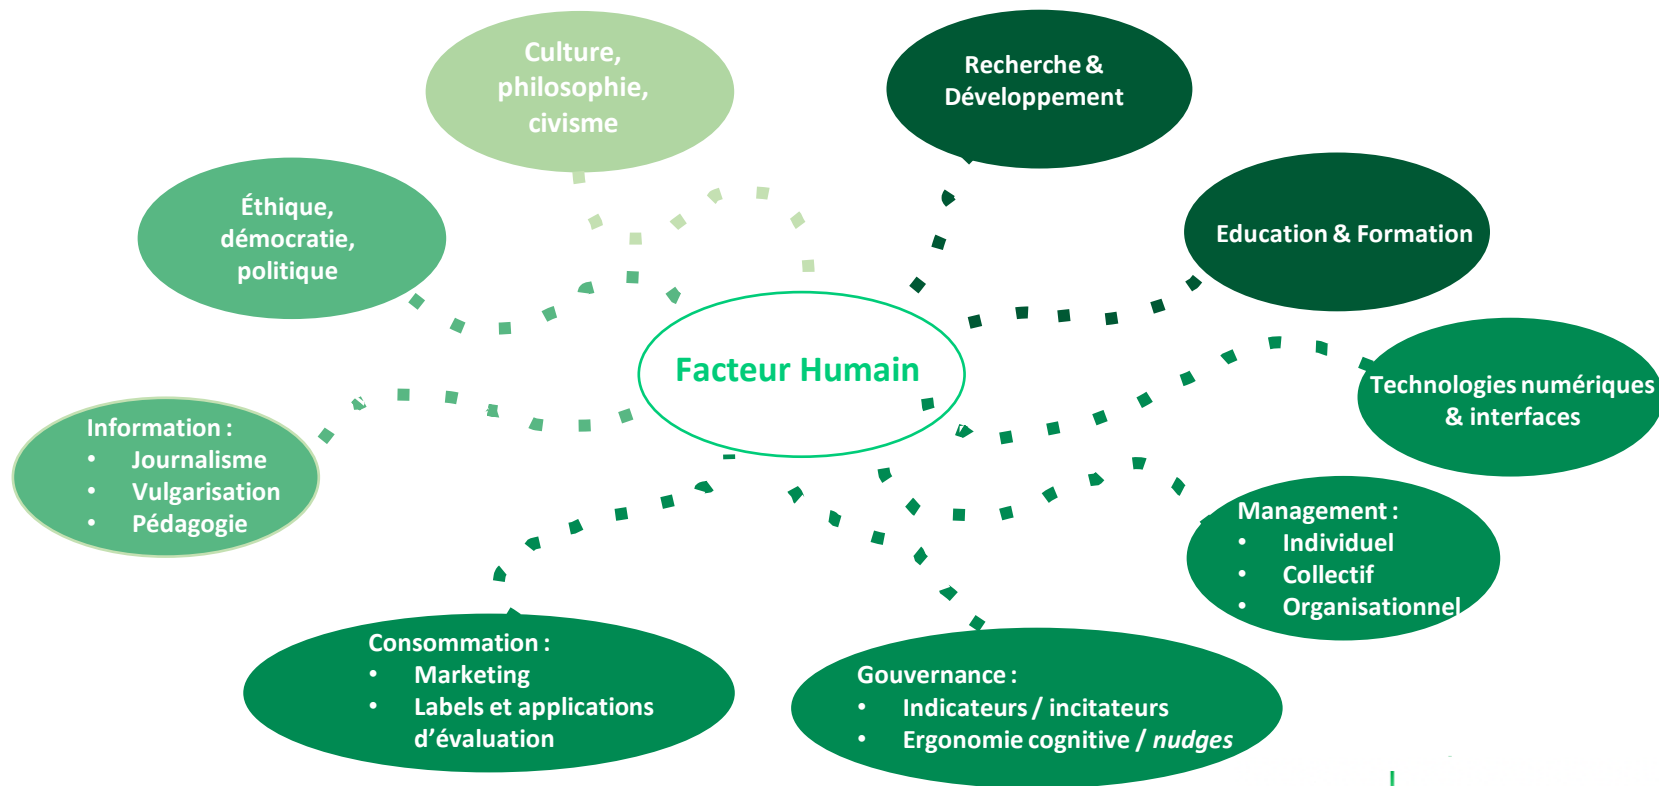 Culture,
philosophie,
civisme
Recherche &
Développement
Éthique,
démocratie,
politique
Education & Formation
Facteur Humain
Technologies numériques
& interfaces
Information :
• Journalisme
• Vulgarisation
• Pédagogie
Management :
• Individuel
• Collectif
• Organisationnel
Consommation :
• Marketing
• Labels et applications
d'évaluation
Gouvernance :
• Indicateurs / incitateurs
• Ergonomie cognitive / nudges